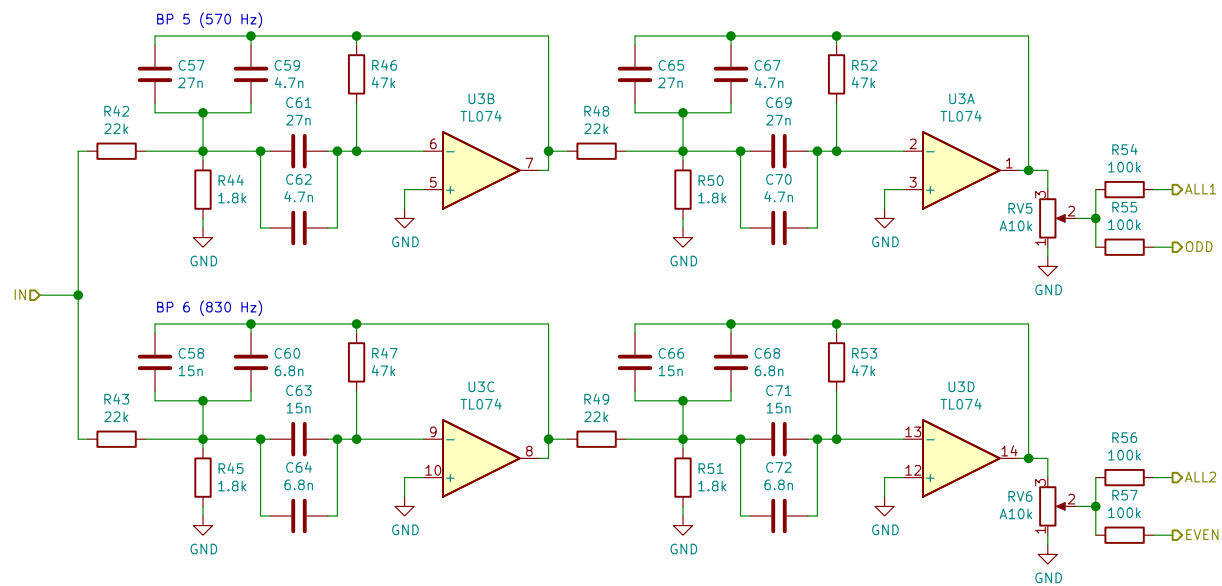 BP 5 (570 Hz)
C57
27n
C59
4.7n
R46
47k
C65
27n
C67
4.7n
R52
47k
R42
22k
C61
27n
U3B
TL074
R48
22k
C69
27n
U3A
TL074
6
7
2
1
5
3
R44
1.8k
C62
4.7n
R50
1.8k
C70
4.7n
R54
100k
ALL1
RV5
A10k
3
2
1
R55
100k
ODD
GND
GND
GND
GND
GND
IN
BP 6 (830 Hz)
C58
15n
C60
6.8n
R47
47k
C66
15n
C68
6.8n
R53
47k
R43
22k
C63
15n
U3C
TL074
R49
22k
C71
15n
U3D
TL074
9
8
13
14
10
12
R45
1.8k
C64
6.8n
R51
1.8k
C72
6.8n
R56
100k
ALL2
RV6
A10k
3
2
1
R57
100k
EVEN
GND
GND
GND
GND
GND